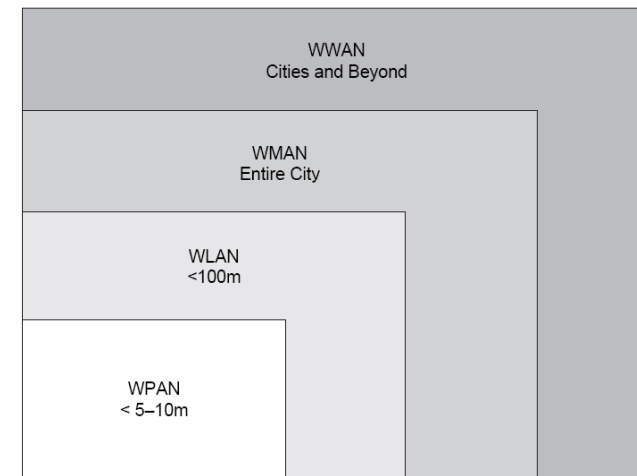 WWAN
Cities and Beyond
WMAN
Entire City
WLAN
<100m
WPAN
< 5–10m